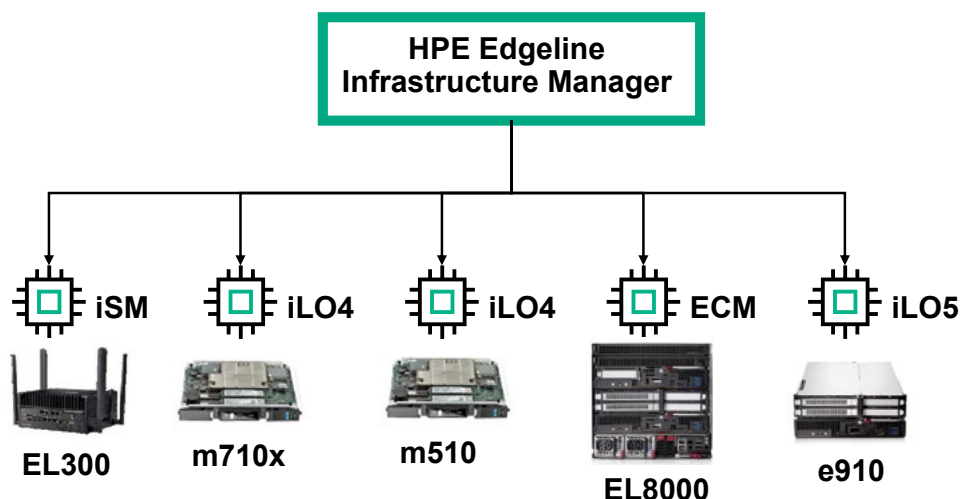 HPE Edgeline
Infrastructure Manager
iSM
iLO4
iLO4
ECM
iLO5
EL300
m710x
m510
EL8000
e910